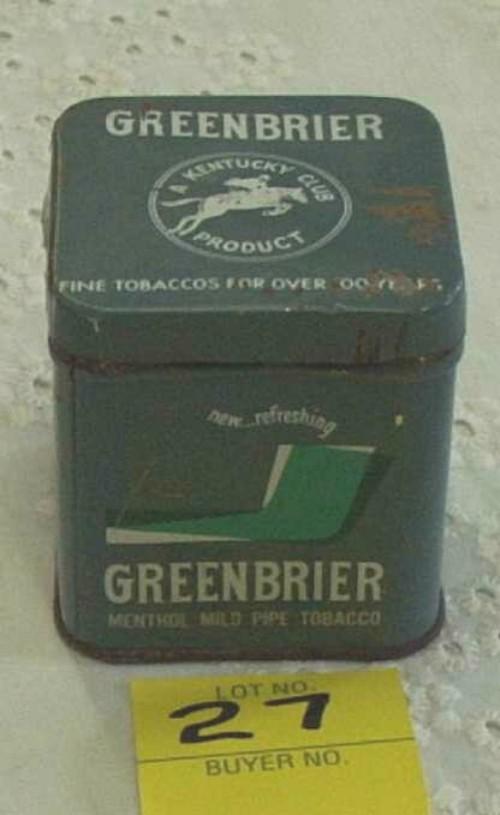 GREENBRIER
A KENTUCKY CLUB
PRODUCT
FINE TOBACCOS FOR OVER
new...refreshing
GREENBRIER
MENTHOL MILD PIPE TOBACCO
LOT NO.
27
BUYER NO.